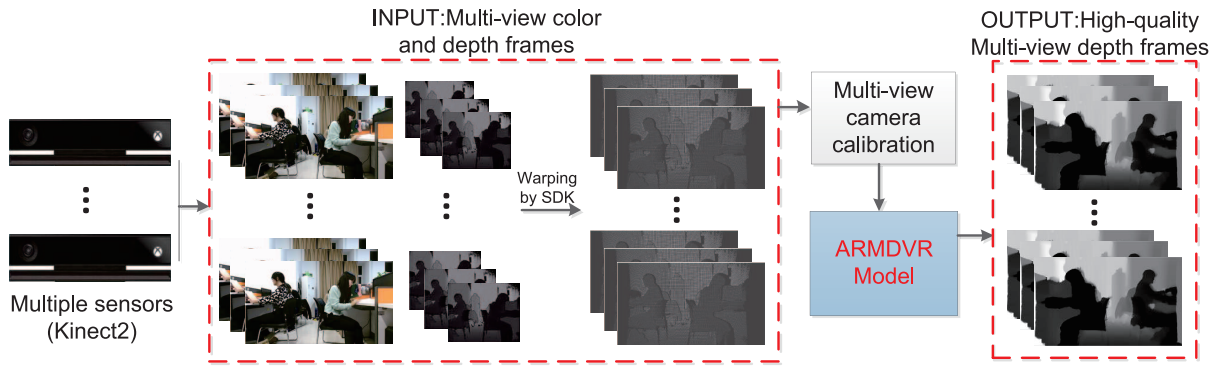 INPUT:Multi-view color
and depth frames
OUTPUT:High-quality
Multi-view depth frames
Multiple sensors
(Kinect2)
Warping
by SDK
Multi-view
camera
calibration
ARMDVR
Model